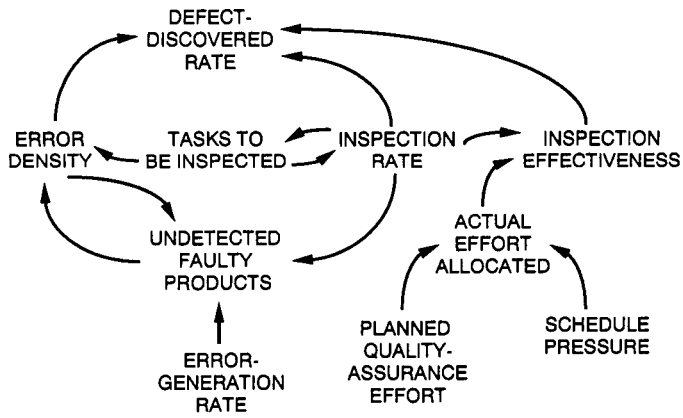 DEFECT-
DISCOVERED
RATE
ERROR
DENSITY
TASKS TO
BE INSPECTED
INSPECTION
RATE
INSPECTION
EFFECTIVENESS
UNDETECTED
FAULTY
PRODUCTS
ACTUAL
EFFORT
ALLOCATED
ERROR-
GENERATION
RATE
PLANNED
QUALITY-
ASSURANCE
EFFORT
SCHEDULE
PRESSURE